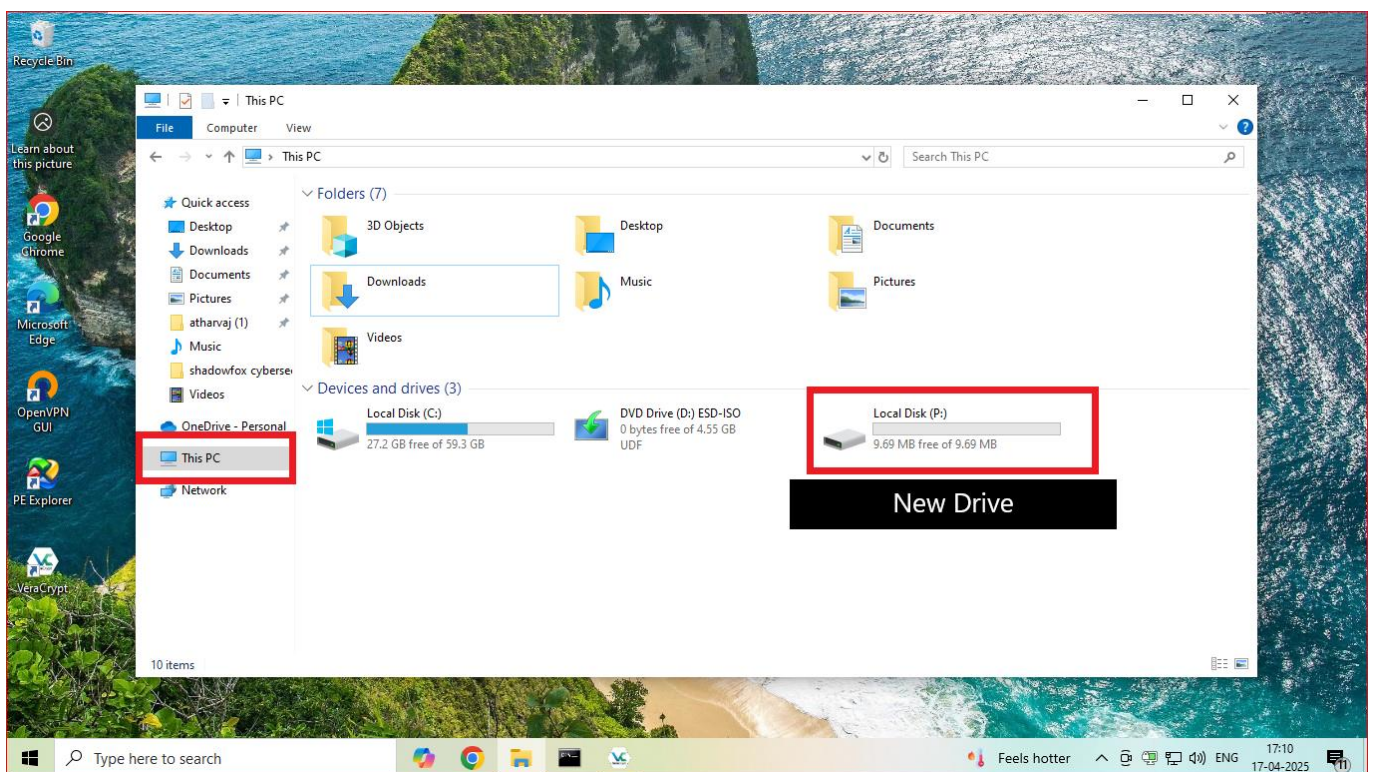 Recycle Bin
Learn about
this picture
Google
Chrome
Microsoft
Edge
OpenVPN
GUI
PE Explorer
VeraCrypt
This PC
File
Computer
View
This PC
Search This PC
Quick access
Desktop
Downloads
Documents
Pictures
atharvaj (1)
Music
shadowfox cyberse
Videos
OneDrive - Personal
This PC
Network
Folders (7)
3D Objects
Desktop
Documents
Downloads
Music
Pictures
Videos
Devices and drives (3)
Local Disk (C:)
27.2 GB free of 59.3 GB
DVD Drive (D:) ESD-ISO
0 bytes free of 4.55 GB
UDF
Local Disk (P:)
9.69 MB free of 9.69 MB
New Drive
10 items
Type here to search
Feels hotter
ENG
17:10
17-04-2025
11